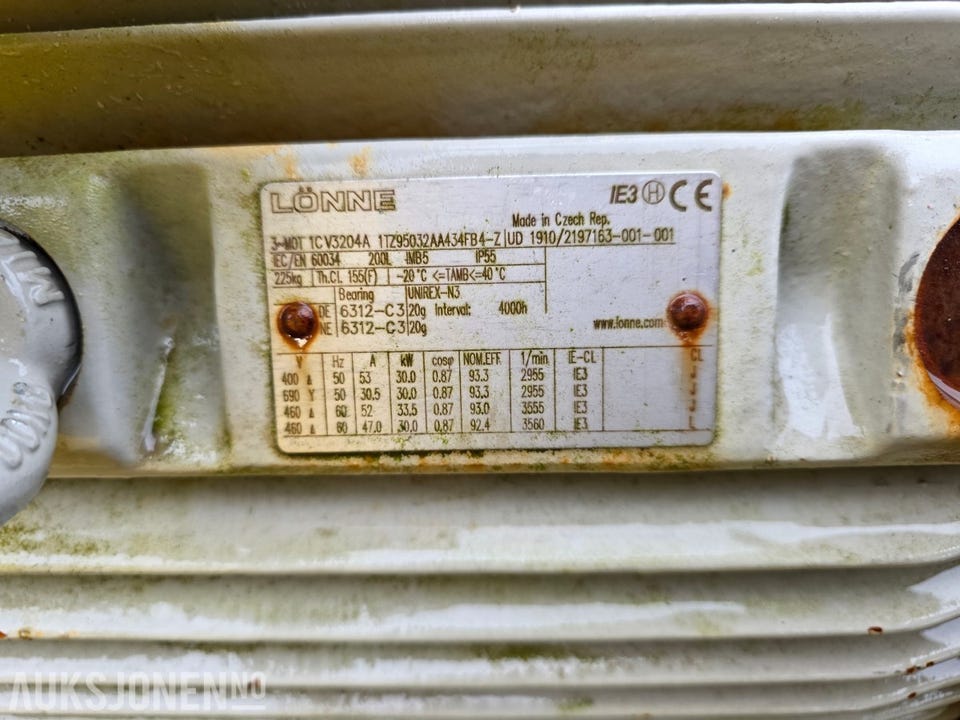 LÖNNE IE3 H CE
Made in Czech Rep.
3~MOT 1CV3204A 1TZ95032AA434FB4-Z UD 1910/2197163-001-001
IEC/EN 60034 200L IMB5 IP55
225kg Th.CL 155(F) -20°C <=TAMB<=40°C
Bearing UNIREX-N3
DE 6312-C3 20g Interval: 4000h
NE 6312-C3 20g www.lonne.com
V Hz A kW cosφ NOM.EFF 1/min IE-CL CL
400 Δ 50 53 30.0 0.87 93.3 2955 IE3
690 Y 50 30.5 30.0 0.87 93.3 2955 IE3
460 Δ 60 52 33.5 0.87 93.0 3555 IE3
460 Δ 60 47.0 30.0 0.87 92.4 3560 IE3
AUKSJONEN.NO